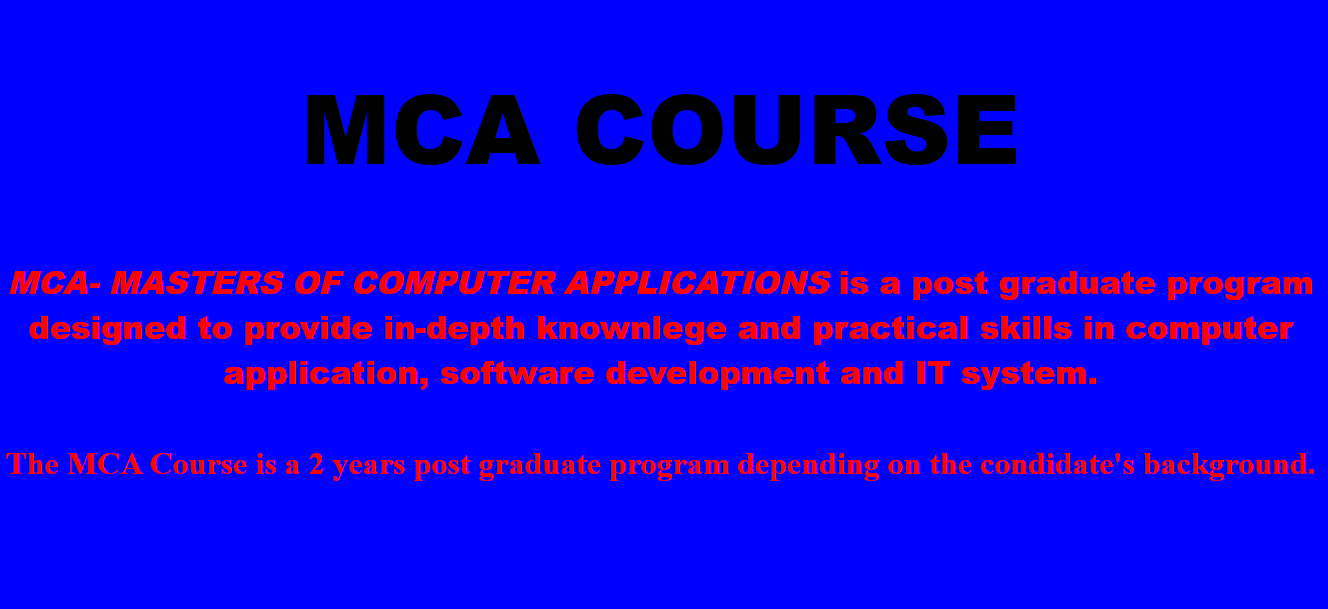 MCA COURSE
MCA- MASTERS OF COMPUTER APPLICATIONS is a post graduate program
designed to provide in-depth knownlege and practical skills in computer
application, software development and IT system.
The MCA Course is a 2 years post graduate program depending on the condidate's background.